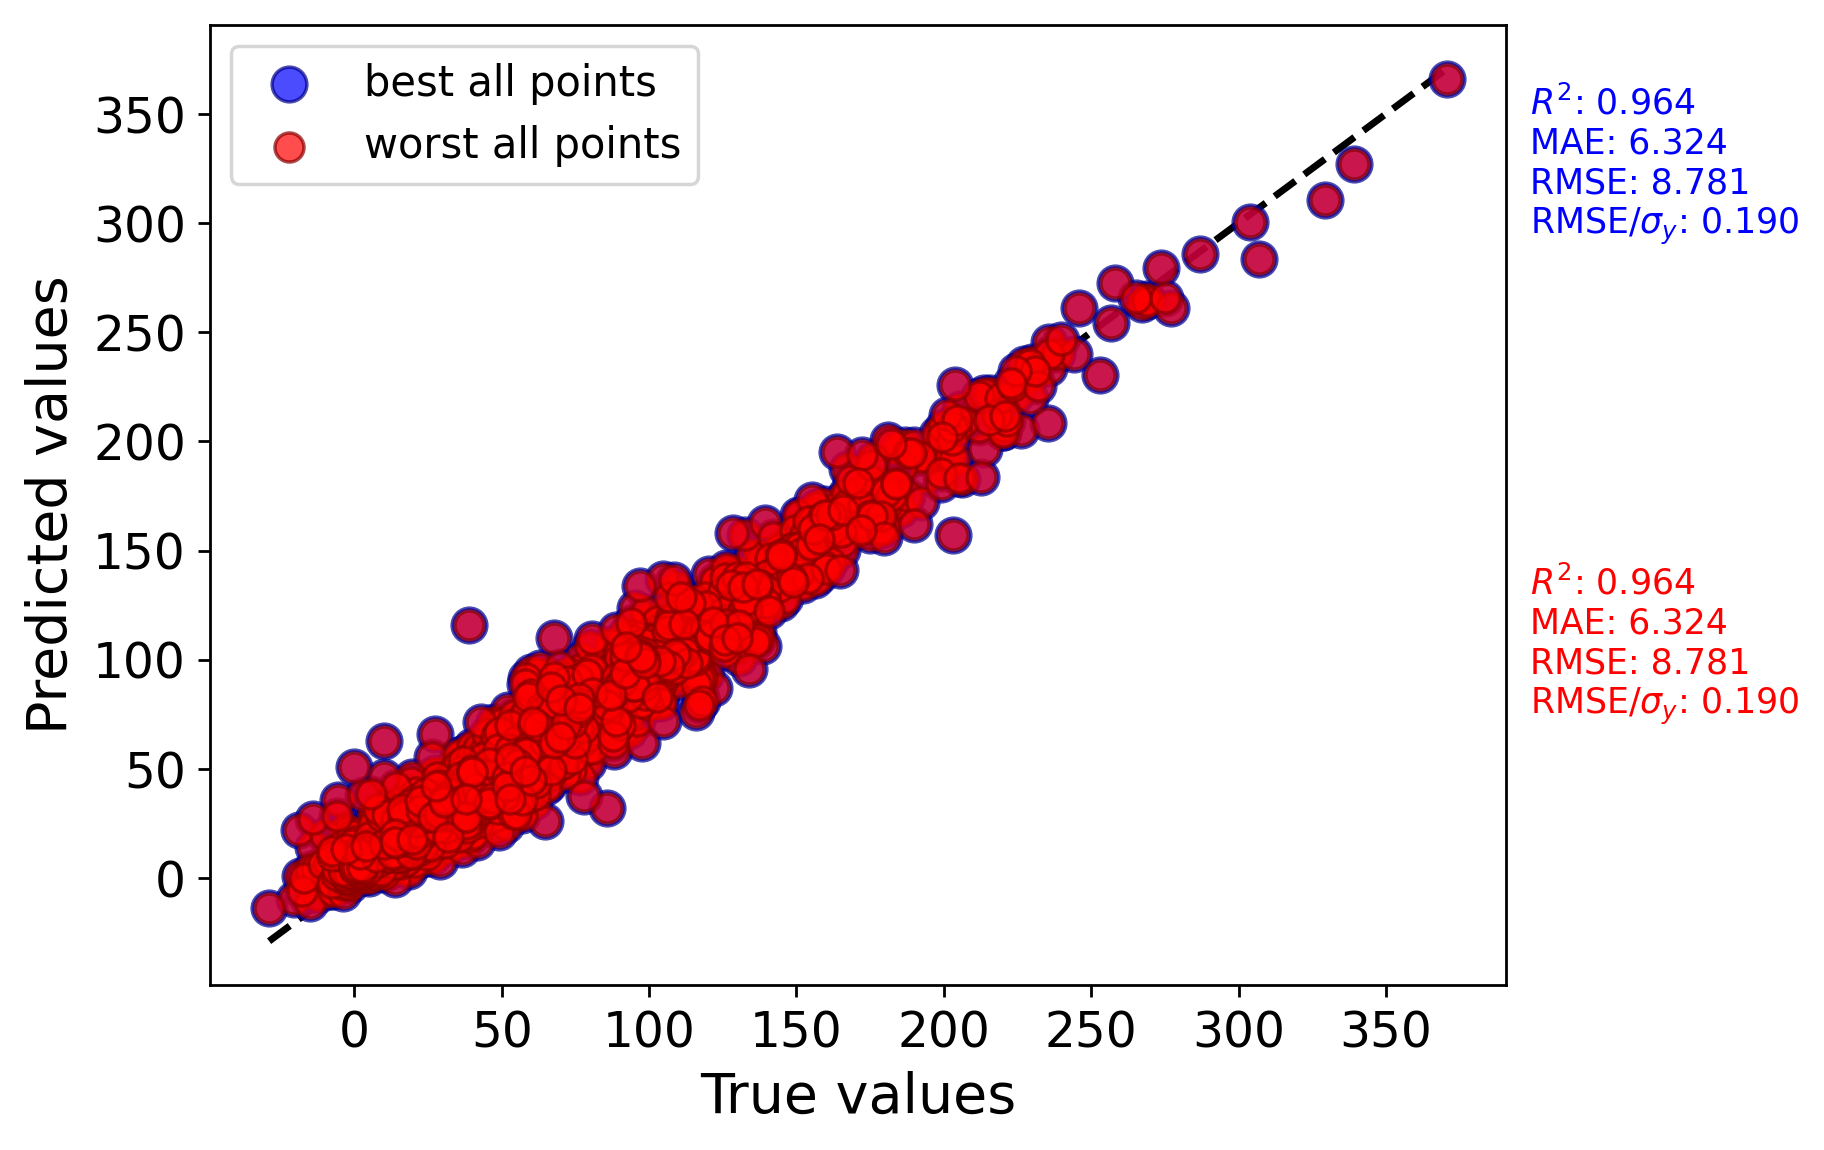 best all points
worst all points
350
300
250
200
150
100
50
0
Predicted values
0 50 100 150 200 250 300 350
True values
R²: 0.964
MAE: 6.324
RMSE: 8.781
RMSE/σ_y: 0.190
R²: 0.964
MAE: 6.324
RMSE: 8.781
RMSE/σ_y: 0.190